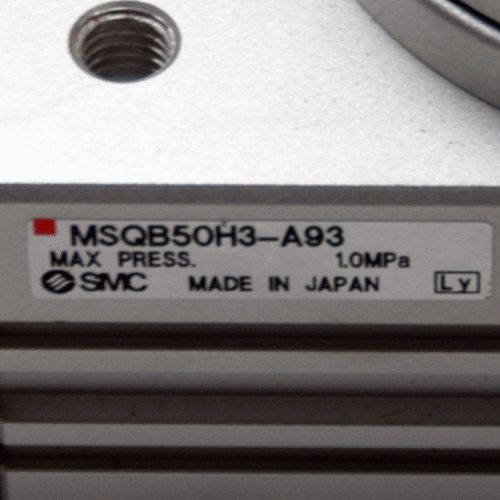 MSQB50H3-A93
MAX PRESS. 1.0MPa
SMC MADE IN JAPAN Ly